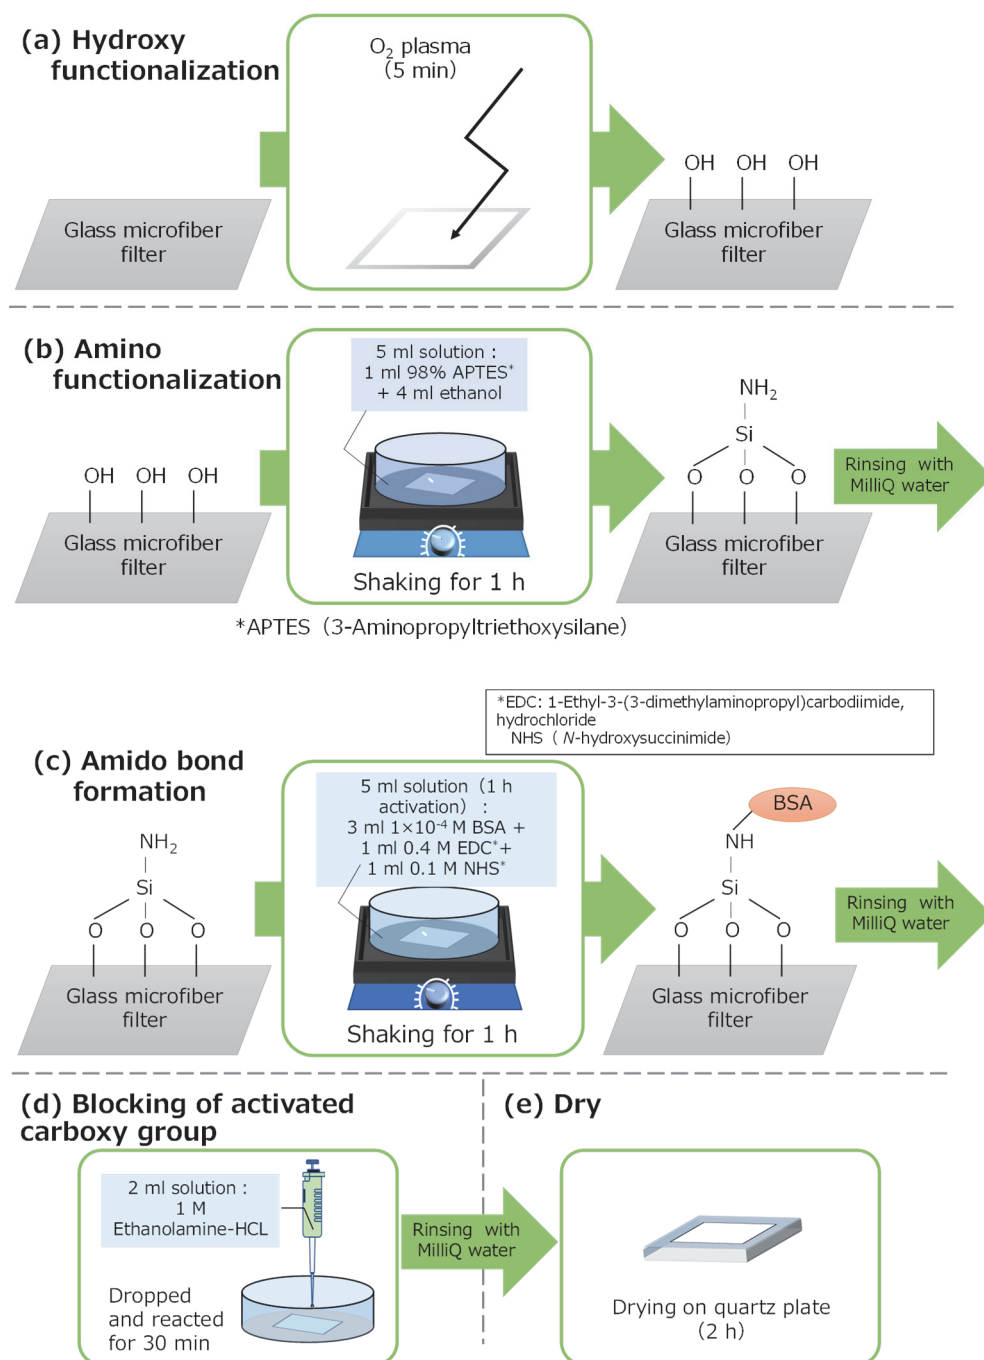 (a) Hydroxy
functionalization
O₂ plasma
(5 min)
Glass microfiber
filter
OH OH OH
Glass microfiber
filter
(b) Amino
functionalization
5 ml solution :
1 ml 98% APTES*
+ 4 ml ethanol
OH OH OH
Glass microfiber
filter
Shaking for 1 h
NH₂
Si
O O O
Glass microfiber
filter
Rinsing with
MilliQ water
*APTES (3-Aminopropyltriethoxysilane)
*EDC: 1-Ethyl-3-(3-dimethylaminopropyl)carbodiimide,
hydrochloride
NHS ( N-hydroxysuccinimide)
(c) Amido bond
formation
NH₂
Si
O O O
Glass microfiber
filter
5 ml solution (1 h
activation) :
3 ml 1×10⁻⁴ M BSA +
1 ml 0.4 M EDC*+
1 ml 0.1 M NHS*
Shaking for 1 h
BSA
NH
Si
O O O
Glass microfiber
filter
Rinsing with
MilliQ water
(d) Blocking of activated
carboxy group
2 ml solution :
1 M
Ethanolamine-HCL
Dropped
and reacted
for 30 min
Rinsing with
MilliQ water
(e) Dry
Drying on quartz plate
(2 h)